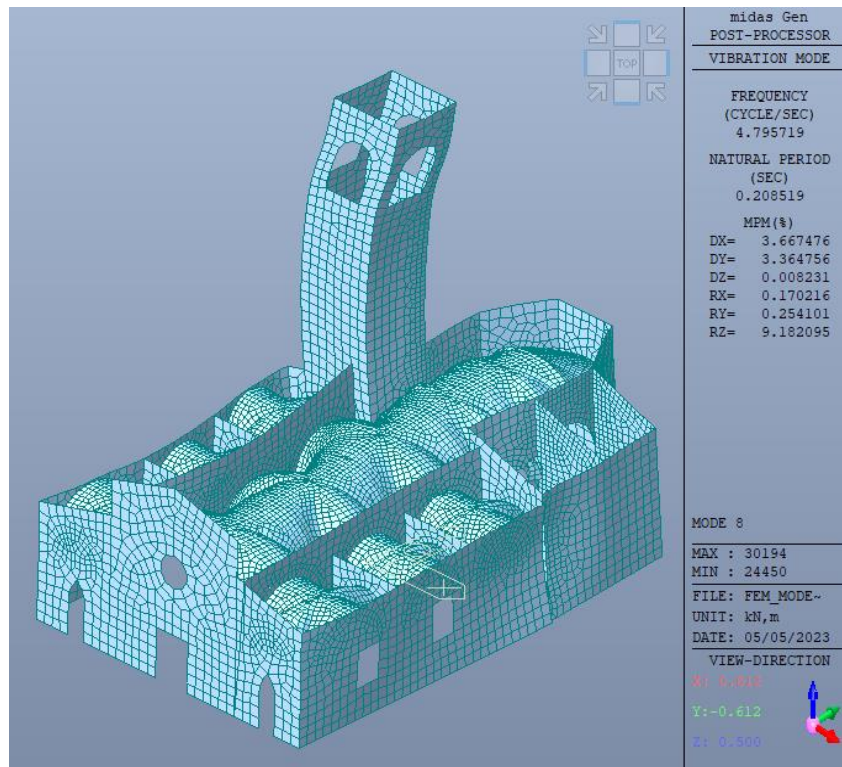 TOP
midas Gen
POST-PROCESSOR
VIBRATION MODE
FREQUENCY
(CYCLE/SEC)
4.795719
NATURAL PERIOD
(SEC)
0.208519
MPM(%)
DX= 3.667476
DY= 3.364756
DZ= 0.008231
RX= 0.170216
RY= 0.254101
RZ= 9.182095
MODE 8
MAX : 30194
MIN : 24450
FILE: FEM_MODE~
UNIT: kN,m
DATE: 05/05/2023
VIEW-DIRECTION
X:
Y:-0.612
Z: 0.500